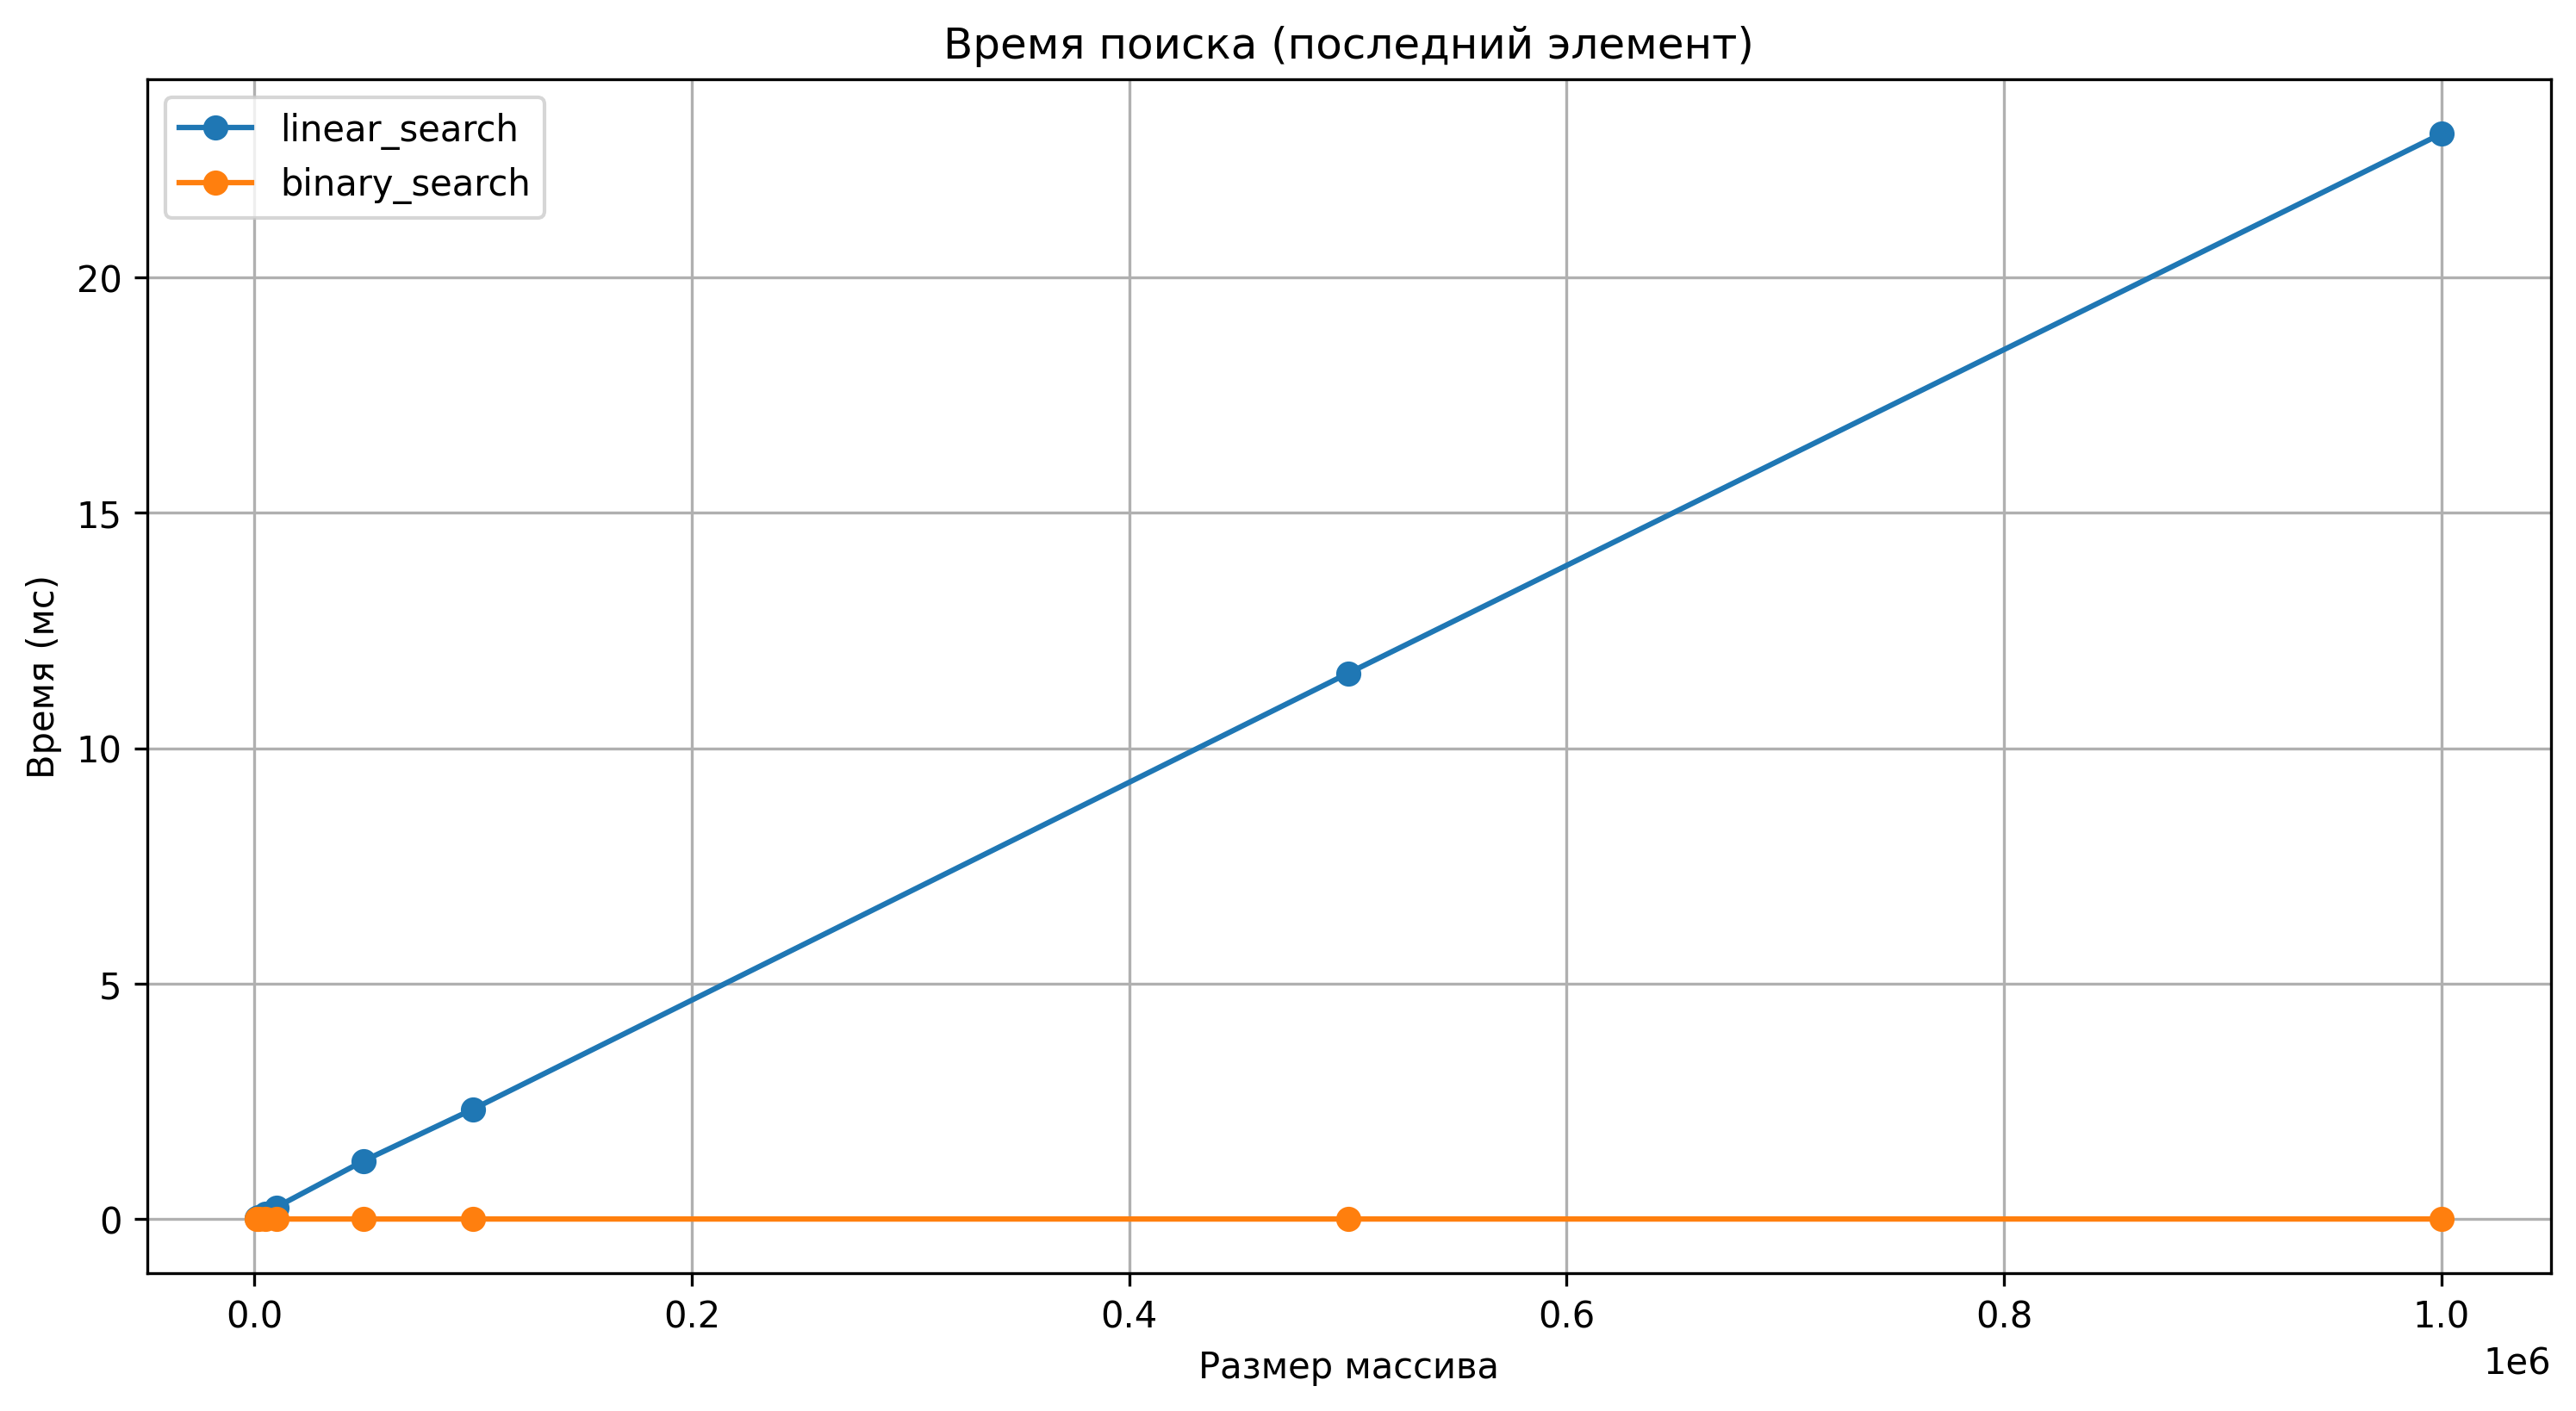 Время поиска (последний элемент)
linear_search
binary_search
Время (мс)
20
15
10
5
0
0.0 0.2 0.4 0.6 0.8 1.0
1e6
Размер массива